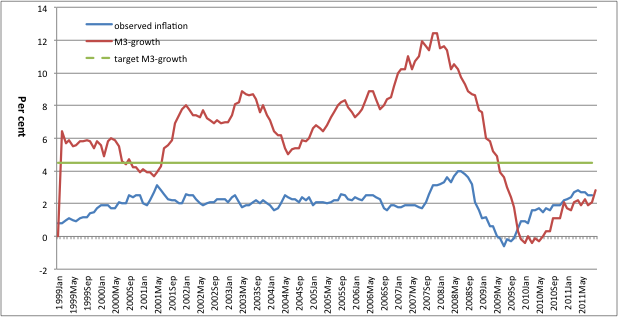 14
12
10
8
6
4
2
0
-2
Per cent
observed inflation
M3-growth
target M3-growth
1999Jan
1999May
1999Sep
2000Jan
2000May
2000Sep
2001Jan
2001May
2001Sep
2002Jan
2002May
2002Sep
2003Jan
2003May
2003Sep
2004Jan
2004May
2004Sep
2005Jan
2005May
2005Sep
2006Jan
2006May
2006Sep
2007Jan
2007May
2007Sep
2008Jan
2008May
2008Sep
2009Jan
2009May
2009Sep
2010Jan
2010May
2010Sep
2011Jan
2011May